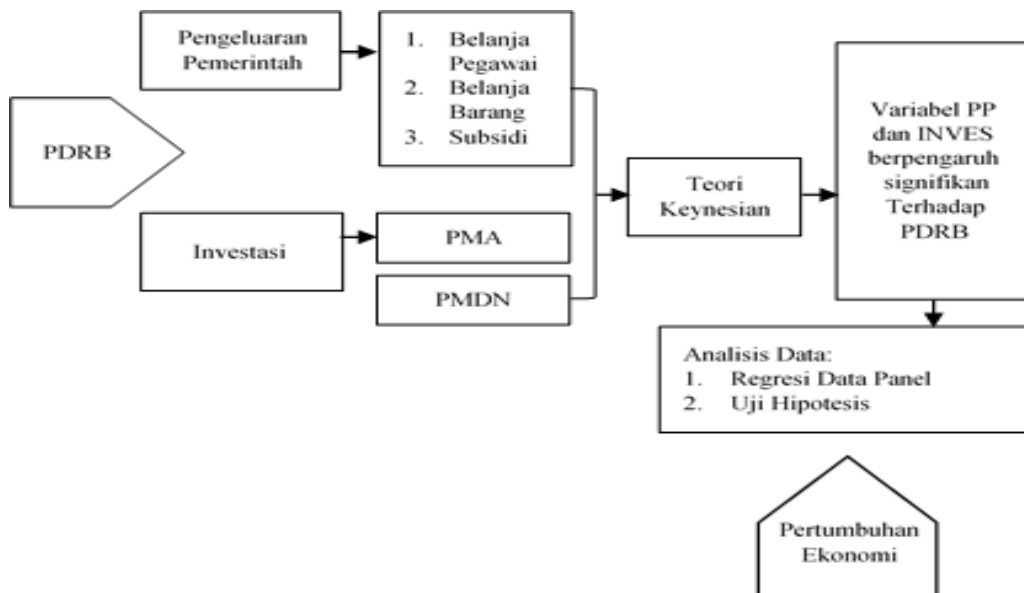 PDRB
Pengeluaran
Pemerintah
1. Belanja
Pegawai
2. Belanja
Barang
3. Subsidi
Investasi
PMA
PMDN
Teori
Keynesian
Variabel PP
dan INVES
berpengaruh
signifikan
Terhadap
PDRB
Analisis Data:
1. Regresi Data Panel
2. Uji Hipotesis
Pertumbuhan
Ekonomi